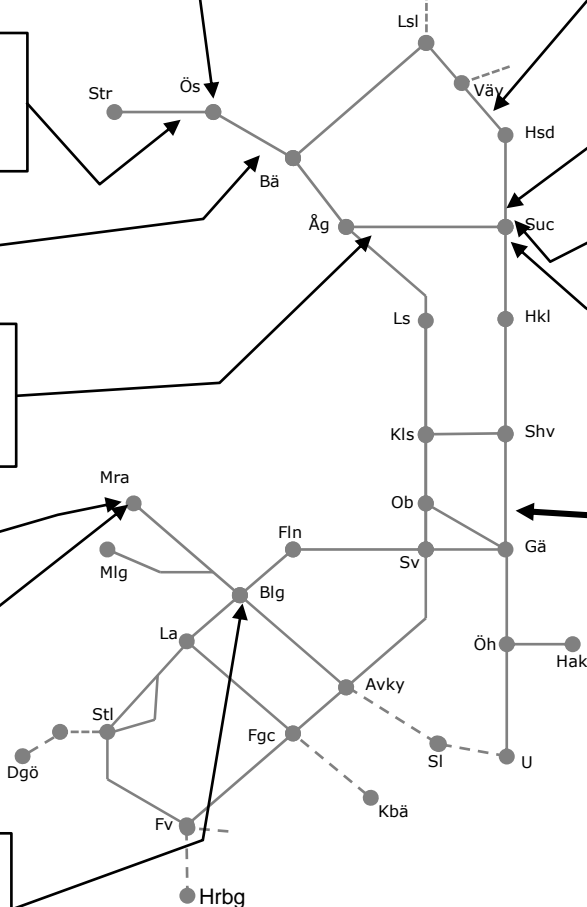 Lsl
Väv
Ös
Str
Hsd
Bä
Åg
Suc
Ls
Hkl
Kls
Shv
Mra
Ob
Fln
Gä
Sv
Mlg
Blg
La
Öh
Hak
Avky
Stl
Fgc
Sl
U
Dgö
Kbä
Fv
Hrbg